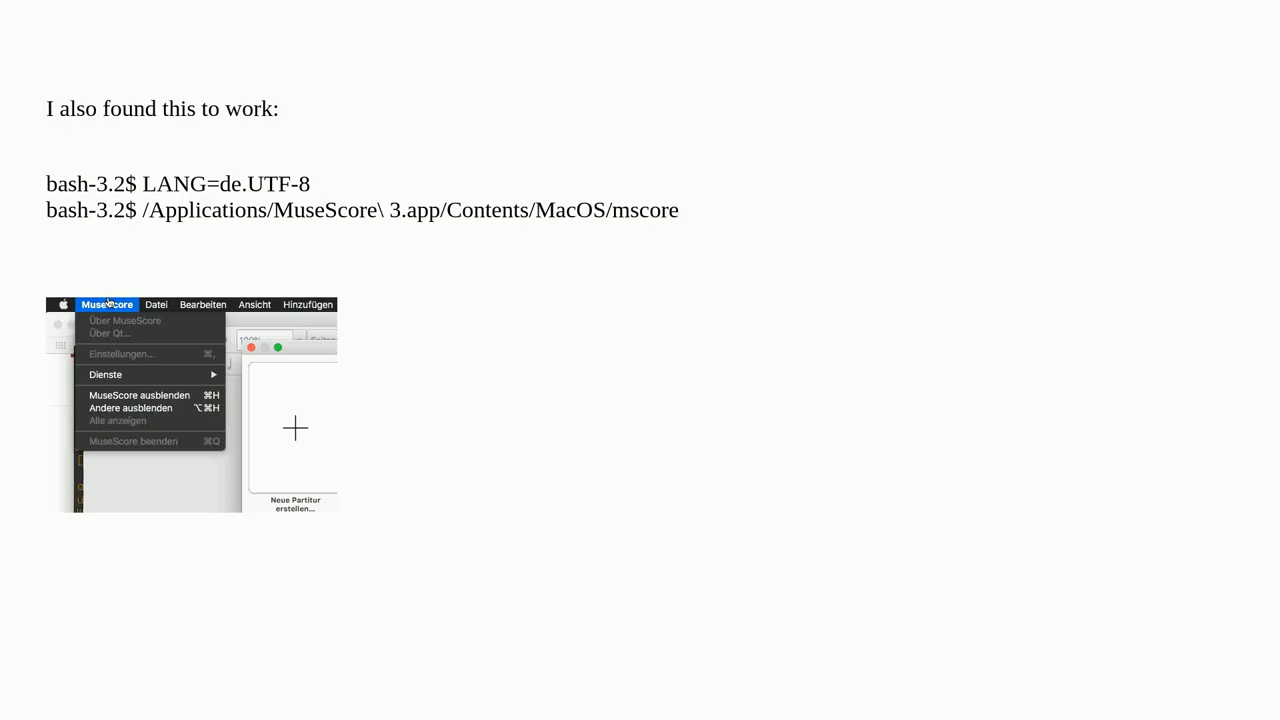 I also found this to work:
bash-3.2$ LANG=de.UTF-8
bash-3.2$ /Applications/MuseScore\ 3.app/Contents/MacOS/mscore
MuseScore Datei Bearbeiten Ansicht Hinzufügen
Über MuseScore
Über Qt...
Einstellungen... ⌘,
Dienste ▶
MuseScore ausblenden ⌘H
Andere ausblenden ⌥⌘H
Alle anzeigen
MuseScore beenden ⌘Q
100%
Neue Partitur
erstellen...